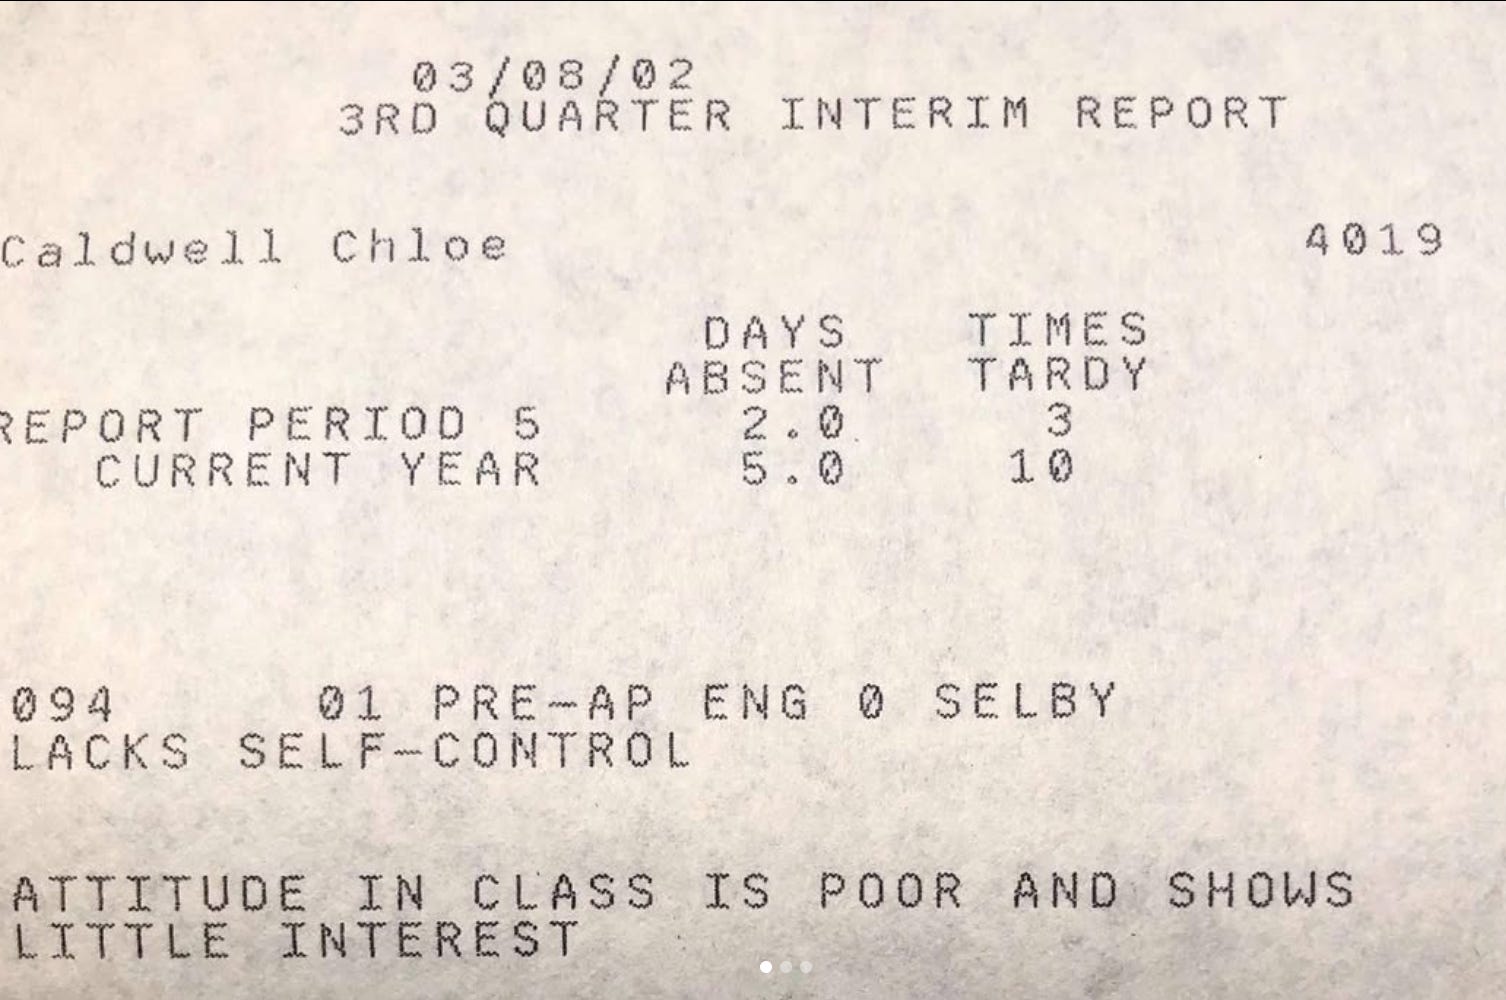 03/08/02
3RD QUARTER INTERIM REPORT
Caldwell Chloe 4019
DAYS TIMES
ABSENT TARDY
REPORT PERIOD 5 2.0 3
CURRENT YEAR 5.0 10
094 01 PRE-AP ENG 0 SELBY
LACKS SELF-CONTROL
ATTITUDE IN CLASS IS POOR AND SHOWS
LITTLE INTEREST